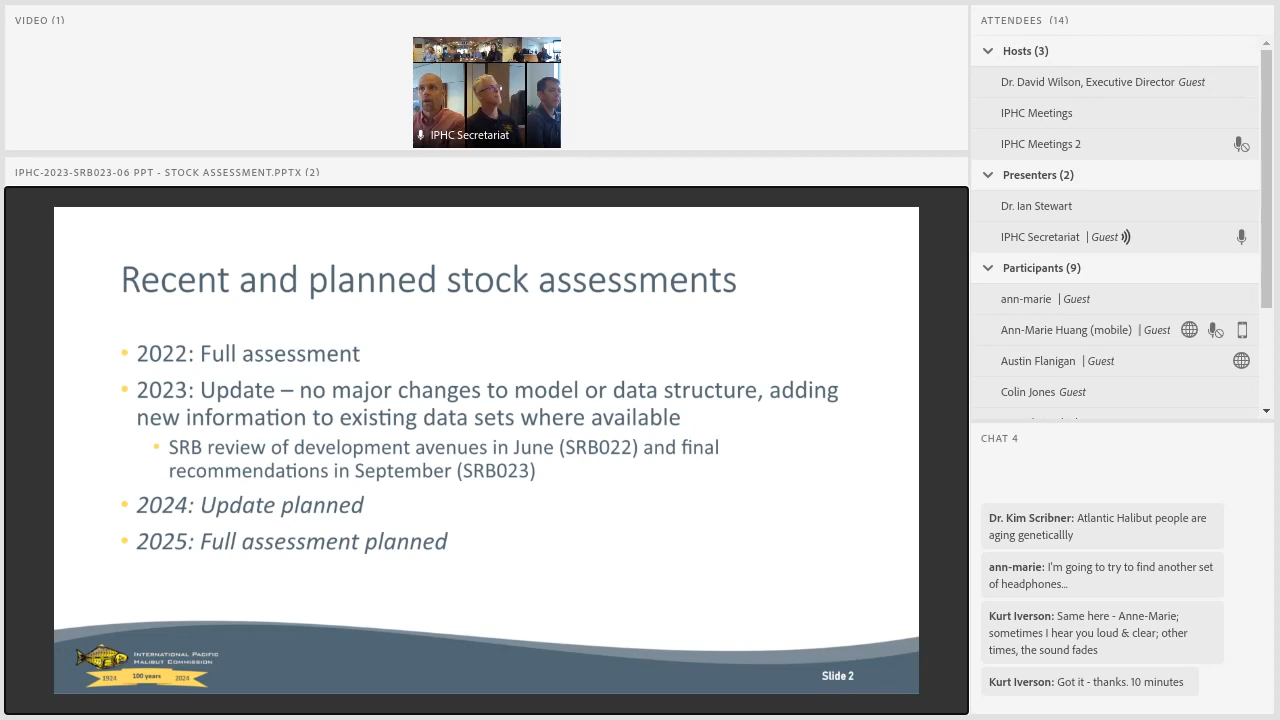 VIDEO (1)
IPHC Secretariat
IPHC-2023-SRB023-06 PPT - STOCK ASSESSMENT.PPTX (2)
Recent and planned stock assessments
• 2022: Full assessment
• 2023: Update – no major changes to model or data structure, adding
new information to existing data sets where available
• SRB review of development avenues in June (SRB022) and final
recommendations in September (SRB023)
• 2024: Update planned
• 2025: Full assessment planned
INTERNATIONAL PACIFIC
HALIBUT COMMISSION
1924 100 years 2024
Slide 2
ATTENDEES (14)
Hosts (3)
Dr. David Wilson, Executive Director Guest
IPHC Meetings
IPHC Meetings 2
Presenters (2)
Dr. Ian Stewart
IPHC Secretariat | Guest
Participants (9)
ann-marie | Guest
Ann-Marie Huang (mobile) | Guest
Austin Flanigan | Guest
Colin Jones Guest
CHAT 4
Dr. Kim Scribner: Atlantic Halibut people are
aging geneticallly
ann-marie: I'm going to try to find another set
of headphones...
Kurt Iverson: Same here - Anne-Marie;
sometimes I hear you loud & clear; other
times, the sound fades
Kurt Iverson: Got it - thanks. 10 minutes